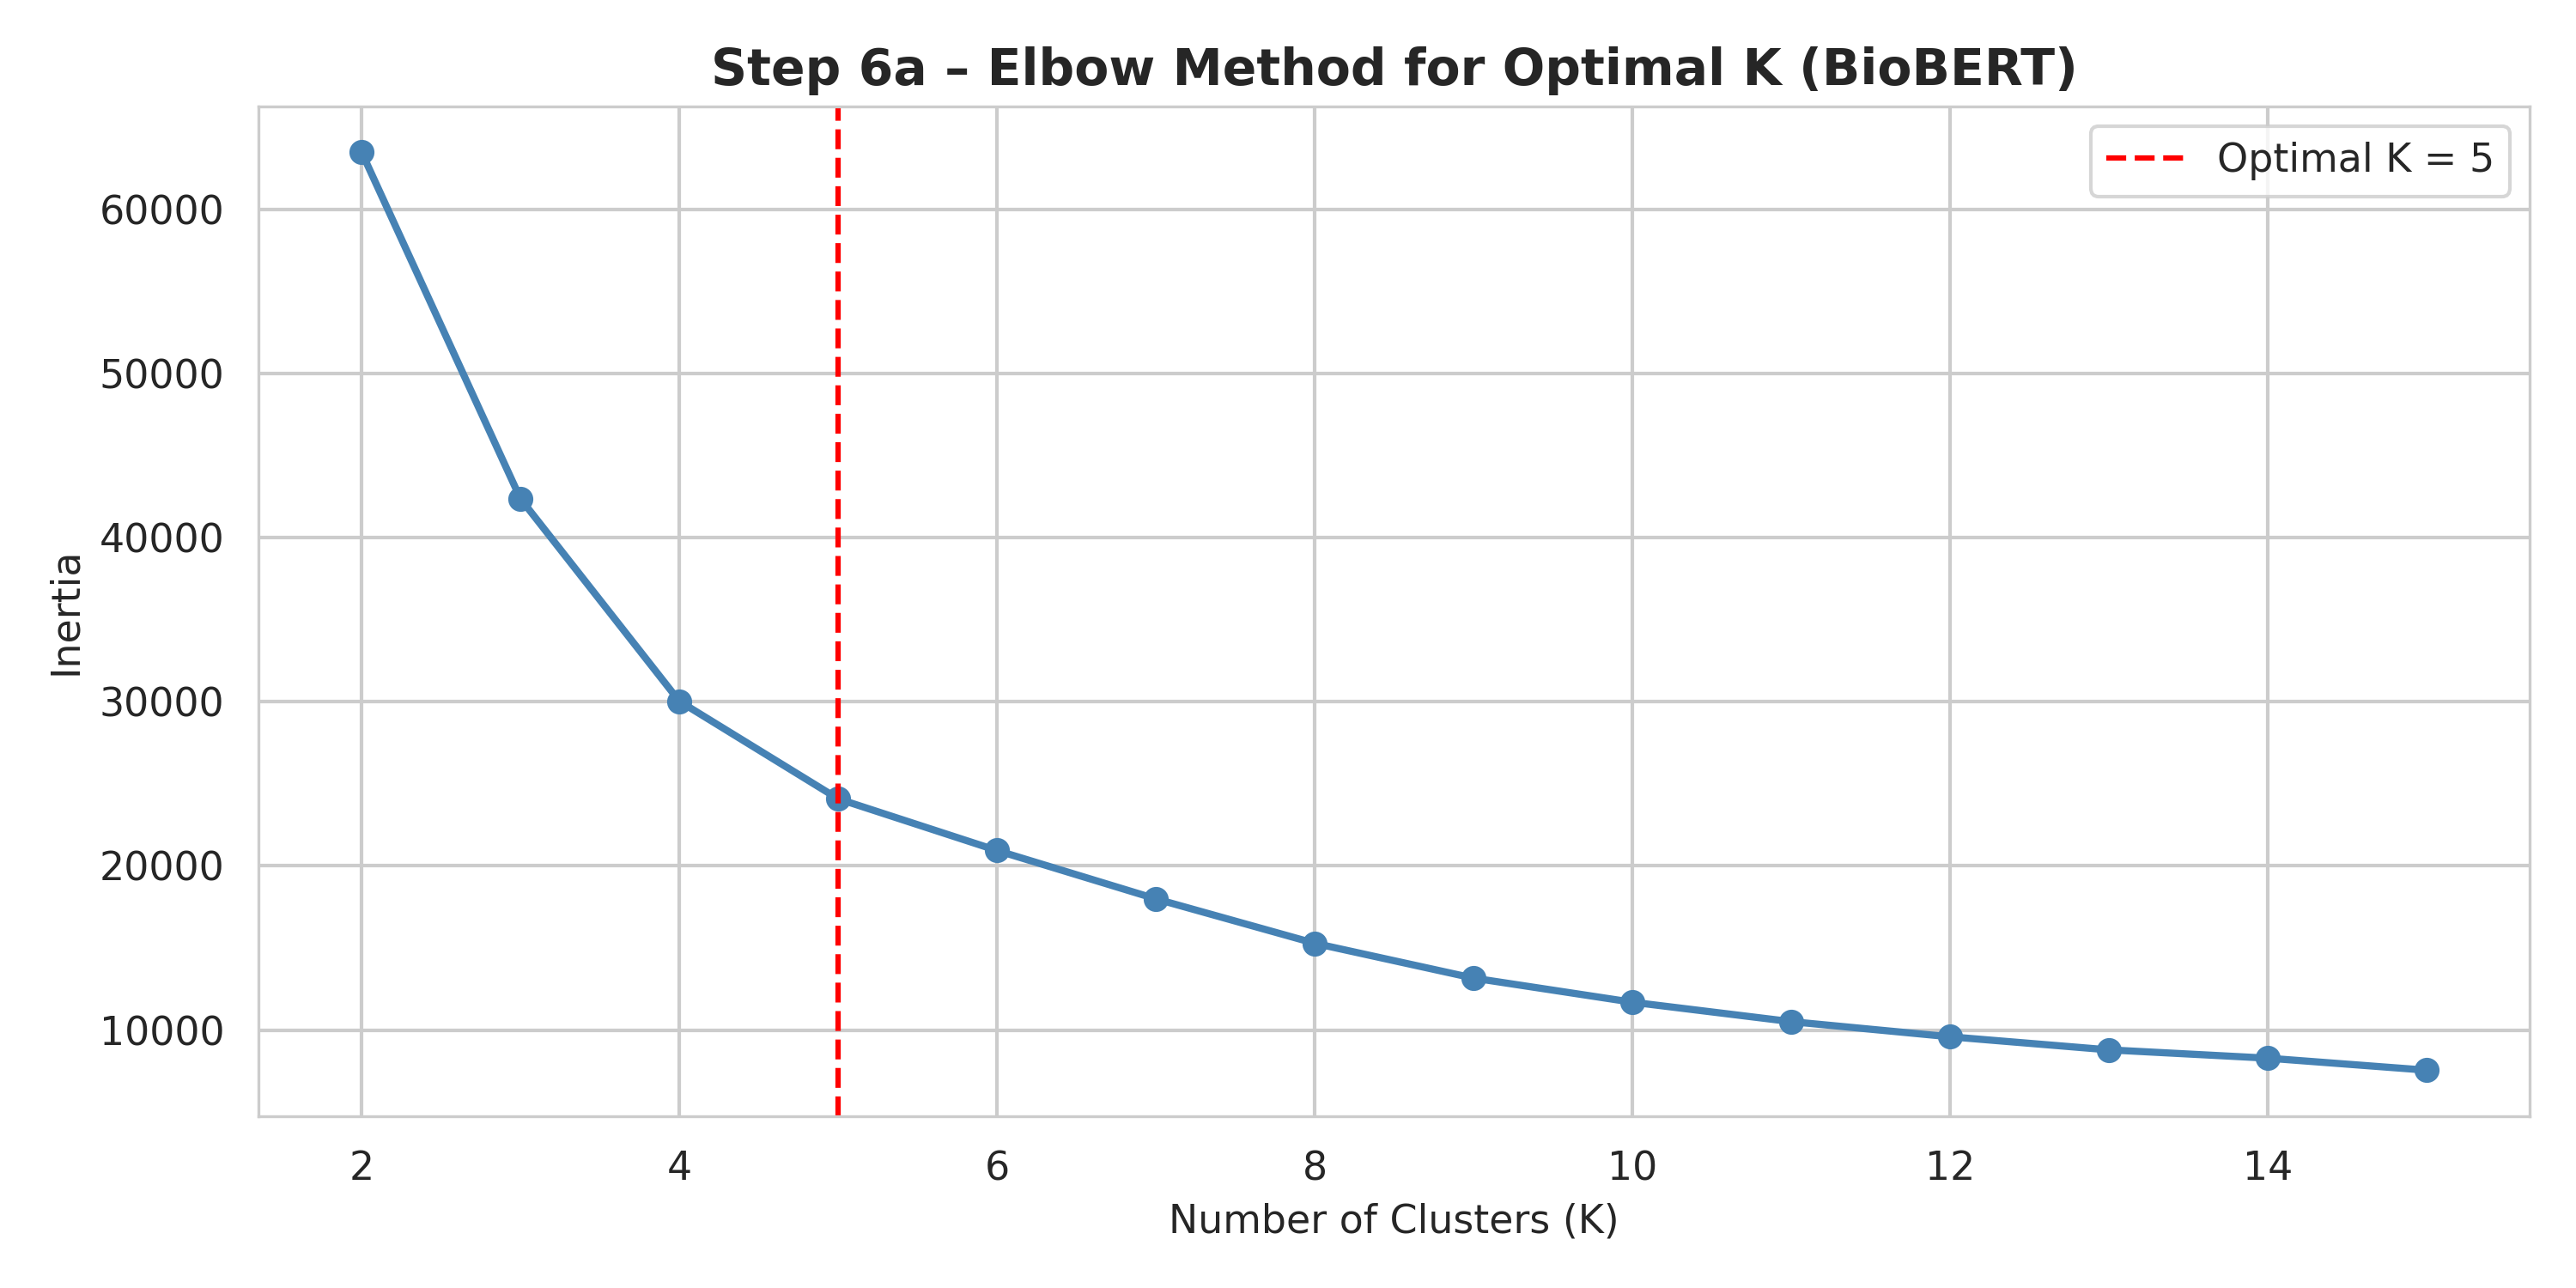 Step 6a – Elbow Method for Optimal K (BioBERT)
Optimal K = 5
Inertia
60000
50000
40000
30000
20000
10000
2 4 6 8 10 12 14
Number of Clusters (K)